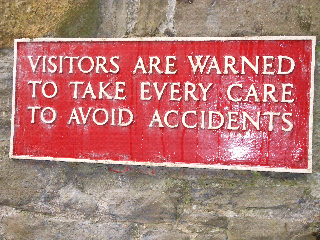 VISITORS ARE WARNED
TO TAKE EVERY CARE
TO AVOID ACCIDENTS